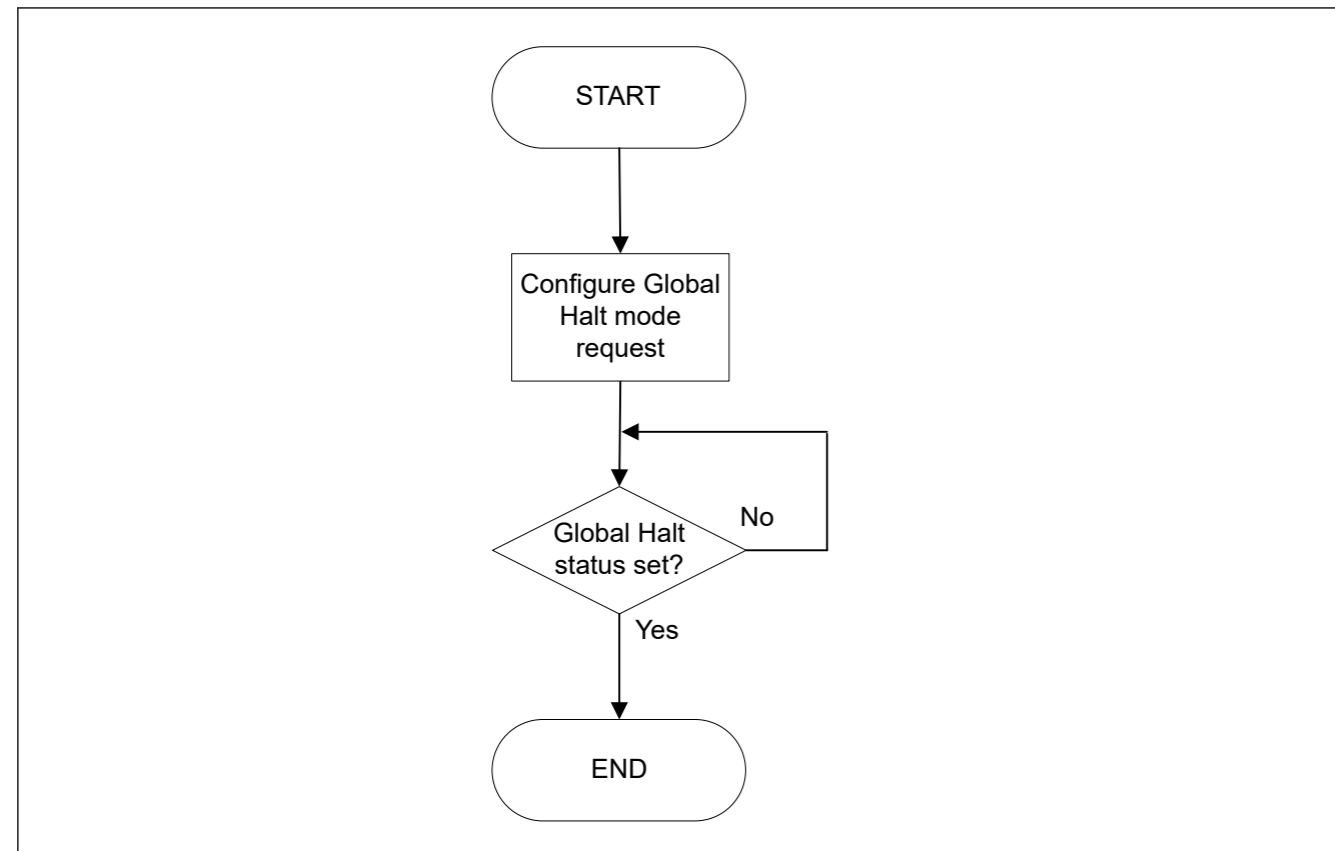 START
Configure Global
Halt mode
request
Global Halt
status set?
No
Yes
END